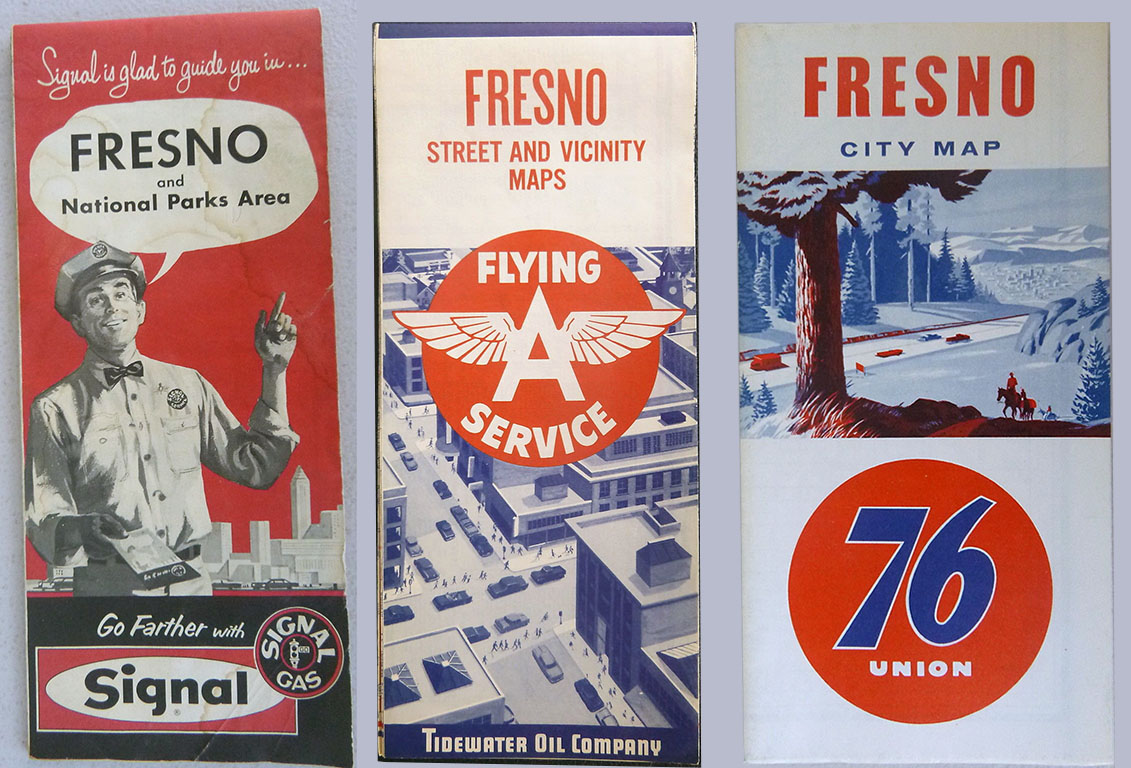 Signal is glad to guide you in...
FRESNO
and
National Parks Area
Go Farther with
SIGNAL
GAS
Signal
®
FRESNO
STREET AND VICINITY
MAPS
FLYING
A
SERVICE
TIDEWATER OIL COMPANY
FRESNO
CITY MAP
76
UNION